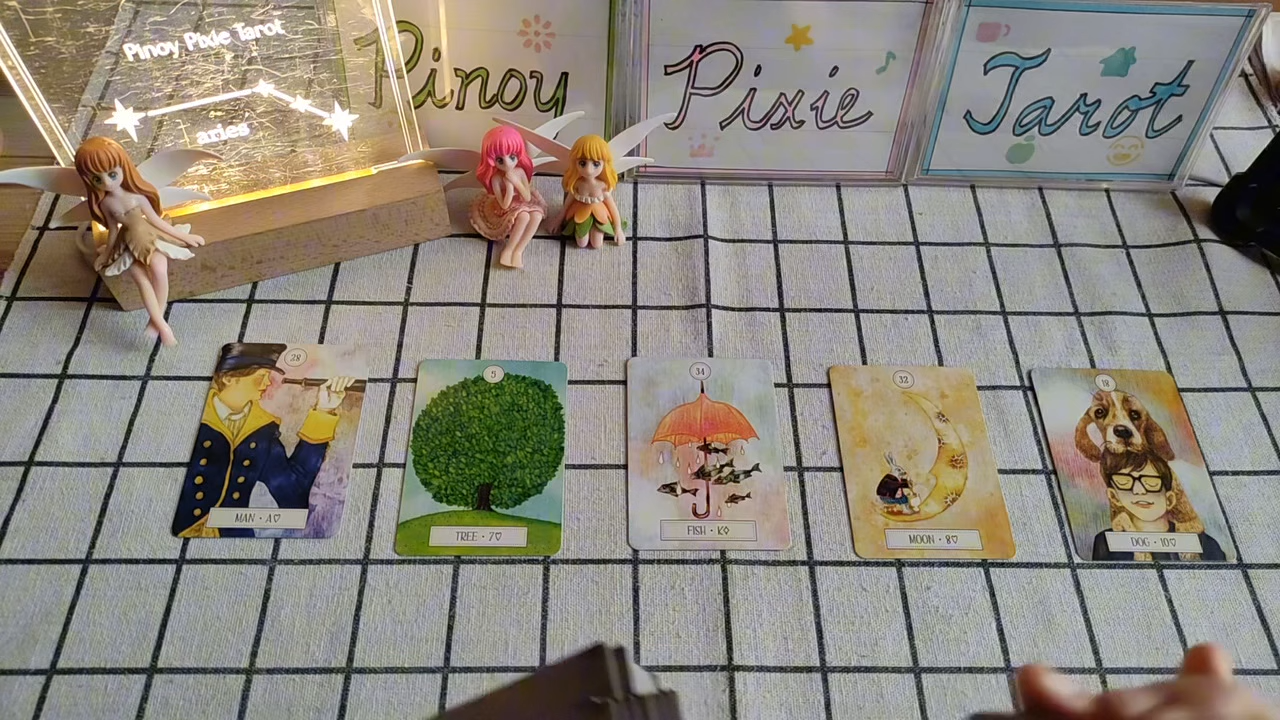 Pinoy Pixie Tarot
aries
Pinoy
Pixie
Tarot
28
MAN • A♡
5
TREE • 7♡
34
FISH • K♢
32
MOON • 8♡
18
DOG • 10♡